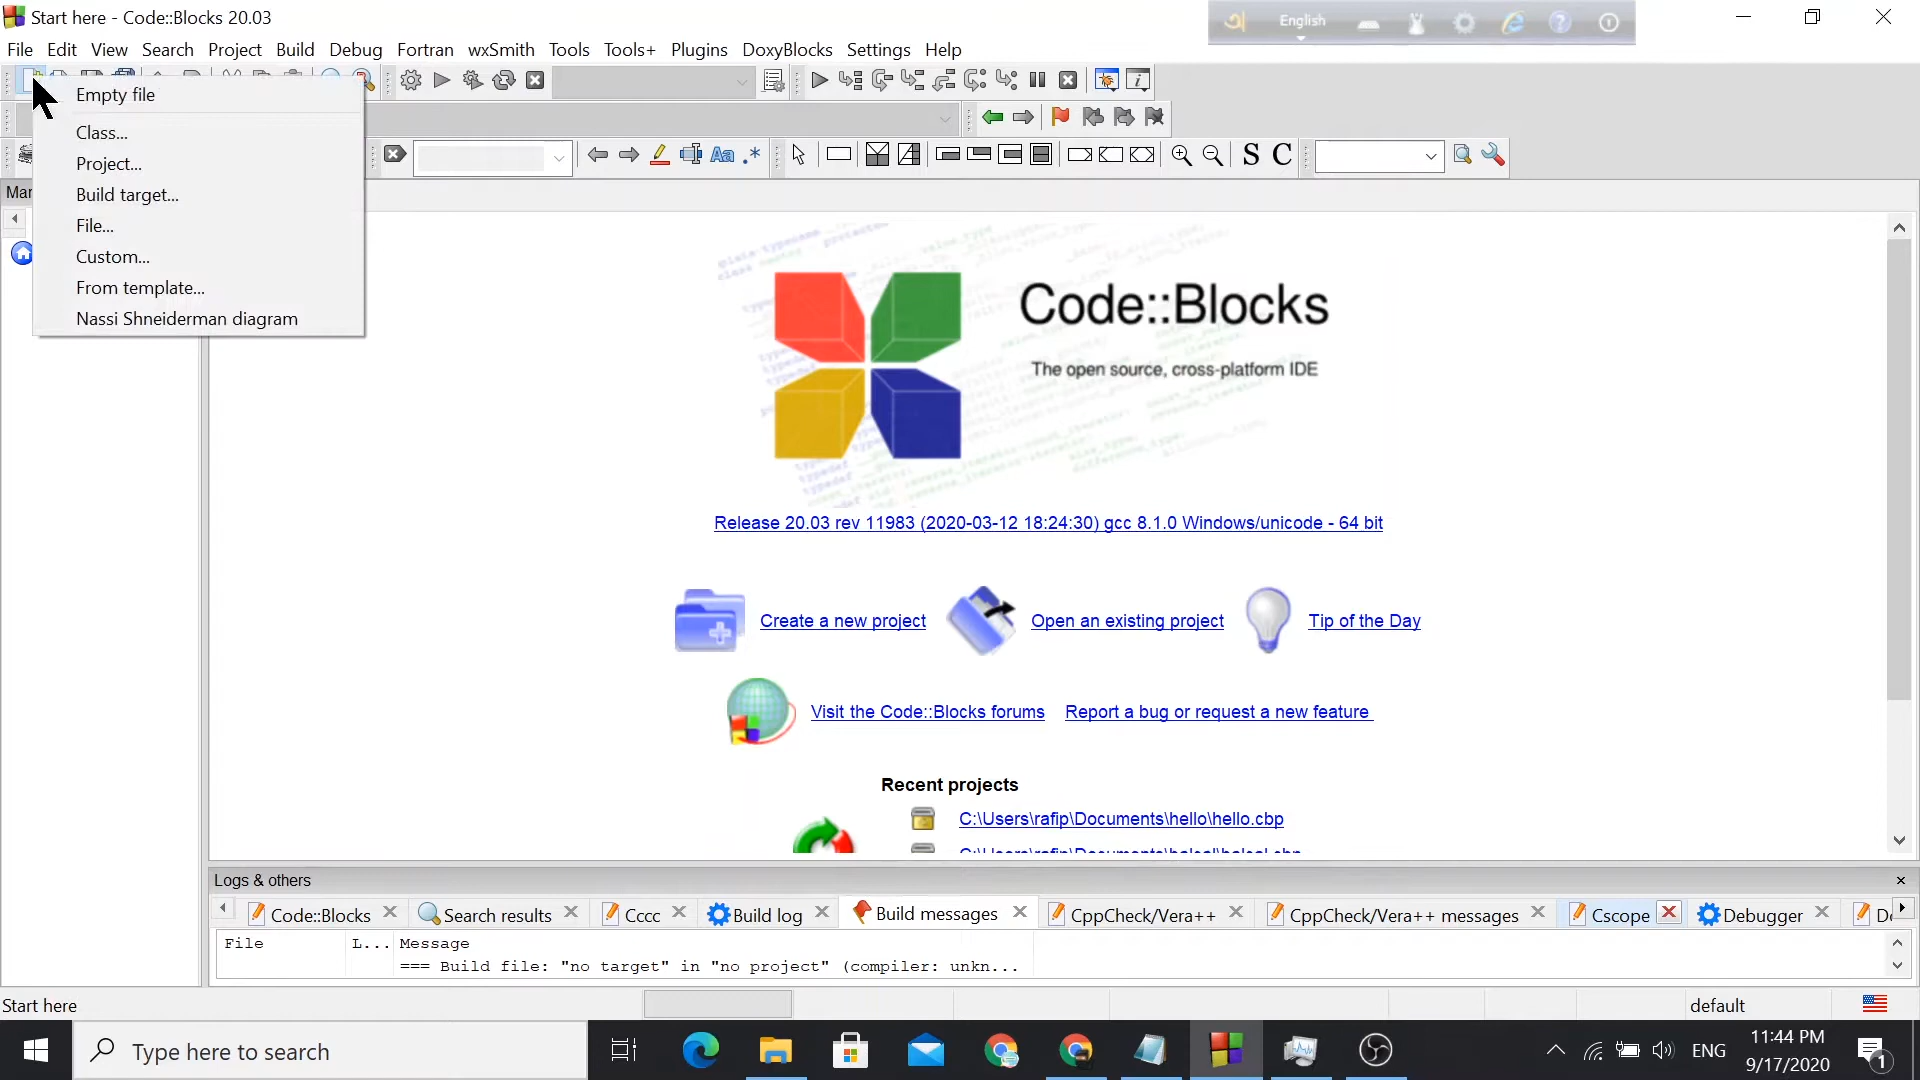 Start here - Code::Blocks 20.03
English
File Edit View Search Project Build Debug Fortran wxSmith Tools Tools+ Plugins DoxyBlocks Settings Help
Empty file
Class...
Project...
Build target...
File...
Custom...
From template...
Nassi Shneiderman diagram
Aa .* S C
Code::Blocks
The open source, cross-platform IDE
Release 20.03 rev 11983 (2020-03-12 18:24:30) gcc 8.1.0 Windows/unicode - 64 bit
Create a new project Open an existing project Tip of the Day
Visit the Code::Blocks forums Report a bug or request a new feature
Recent projects
C:\Users\rafip\Documents\hello\hello.cbp
Logs & others
Code::Blocks Search results Cccc Build log Build messages CppCheck/Vera++ CppCheck/Vera++ messages Cscope Debugger
File L... Message
=== Build file: "no target" in "no project" (compiler: unkn...
Start here default
Type here to search ENG 11:44 PM
9/17/2020 1